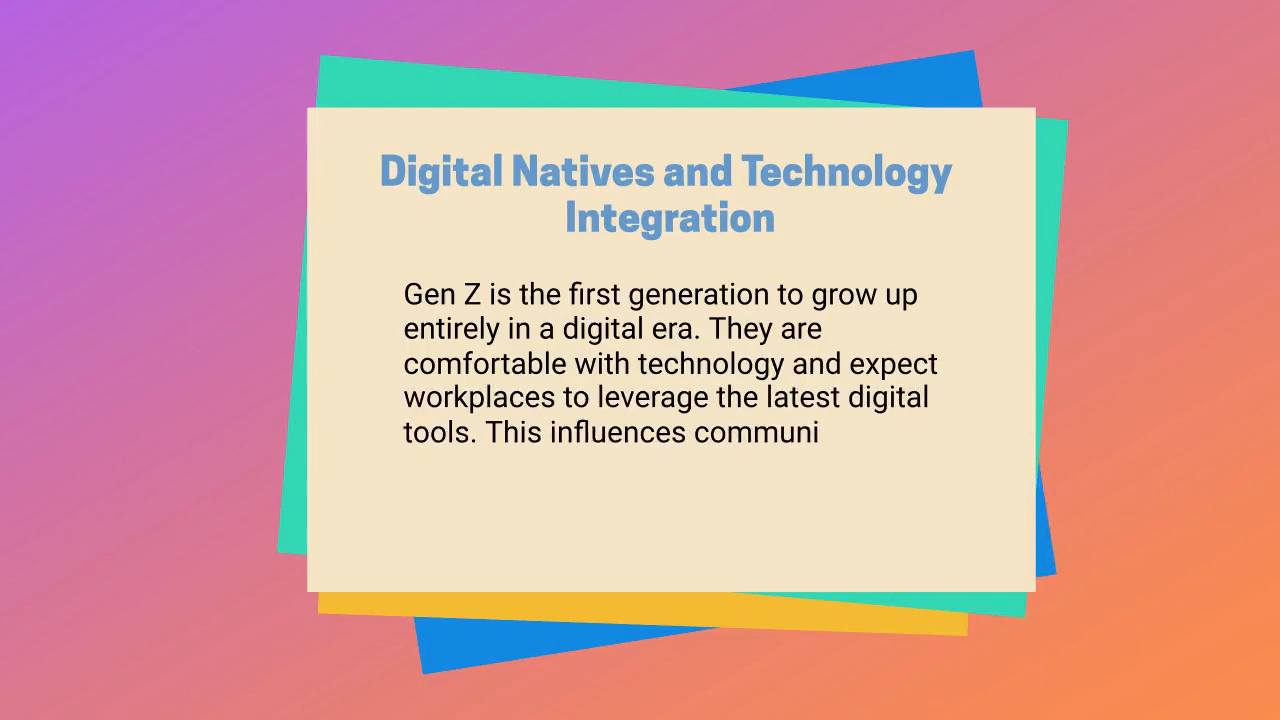 Digital Natives and Technology
Integration
Gen Z is the first generation to grow up
entirely in a digital era. They are
comfortable with technology and expect
workplaces to leverage the latest digital
tools. This influences communi